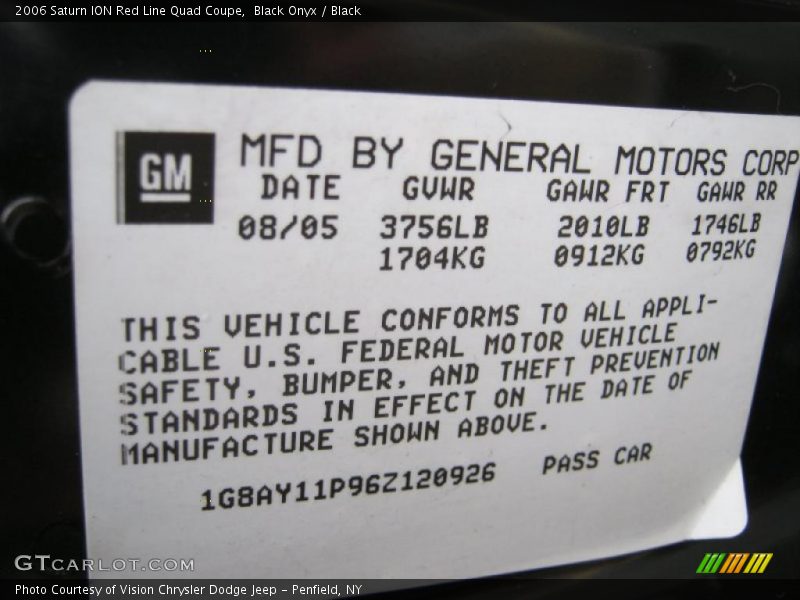 2006 Saturn ION Red Line Quad Coupe,  Black Onyx / Black
GM
MFD BY GENERAL MOTORS CORP
DATE GVWR GAWR FRT GAWR RR
08/05 3756LB 2010LB 1746LB
1704KG 0912KG 0792KG
THIS VEHICLE CONFORMS TO ALL APPLI-
CABLE U.S. FEDERAL MOTOR VEHICLE
SAFETY, BUMPER, AND THEFT PREVENTION
STANDARDS IN EFFECT ON THE DATE OF
MANUFACTURE SHOWN ABOVE.
1G8AY11P96Z120926 PASS CAR
GTCARLOT.COM
Photo Courtesy of Vision Chrysler Dodge Jeep – Penfield, NY